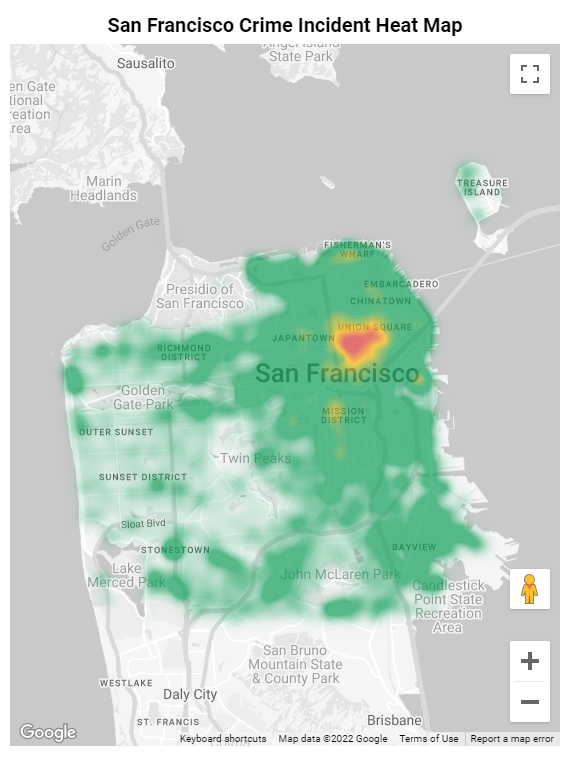 San Francisco Crime Incident Heat Map
Angel Island
State Park
Sausalito
en Gate
tional
reation
rea
Marin
Headlands
TREASURE
ISLAND
Golden Gate
FISHERMAN'S
WHARF
Presidio of
San Francisco
EMBARCADERO
CHINATOWN
UNION SQUARE
JAPANTOWN
RICHMOND
DISTRICT
San Francisco
Golden
Gate Park
MISSION
DISTRICT
OUTER SUNSET
Twin Peaks
SUNSET DISTRICT
Sloat Blvd
STONESTOWN
BAYVIEW
Lake
Merced Park
John McLaren Park
Candlestick
Point State
Recreation
Area
San Bruno
Mountain State
& County Park
WESTLAKE
Daly City
ST. FRANCIS
Brisbane
Google
Keyboard shortcuts
Map data ©2022 Google
Terms of Use
Report a map error